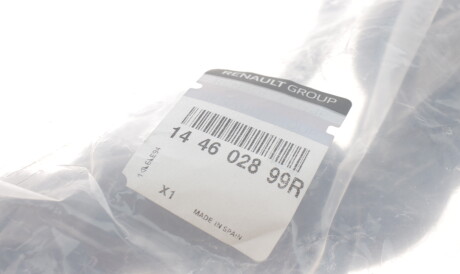 RENAULT GROUP
14 46 028 99R
X1
MADE IN SPAIN